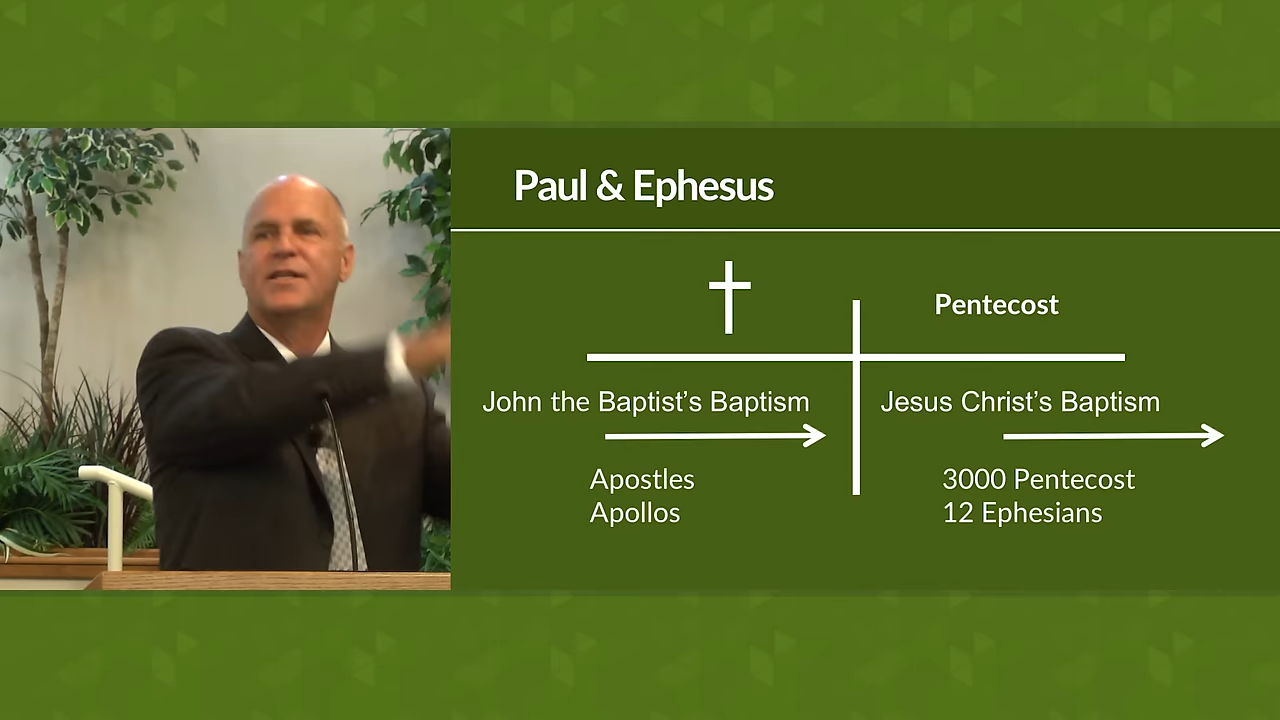 Paul & Ephesus
Pentecost
John the Baptist’s Baptism
Jesus Christ’s Baptism
Apostles
Apollos
3000 Pentecost
12 Ephesians